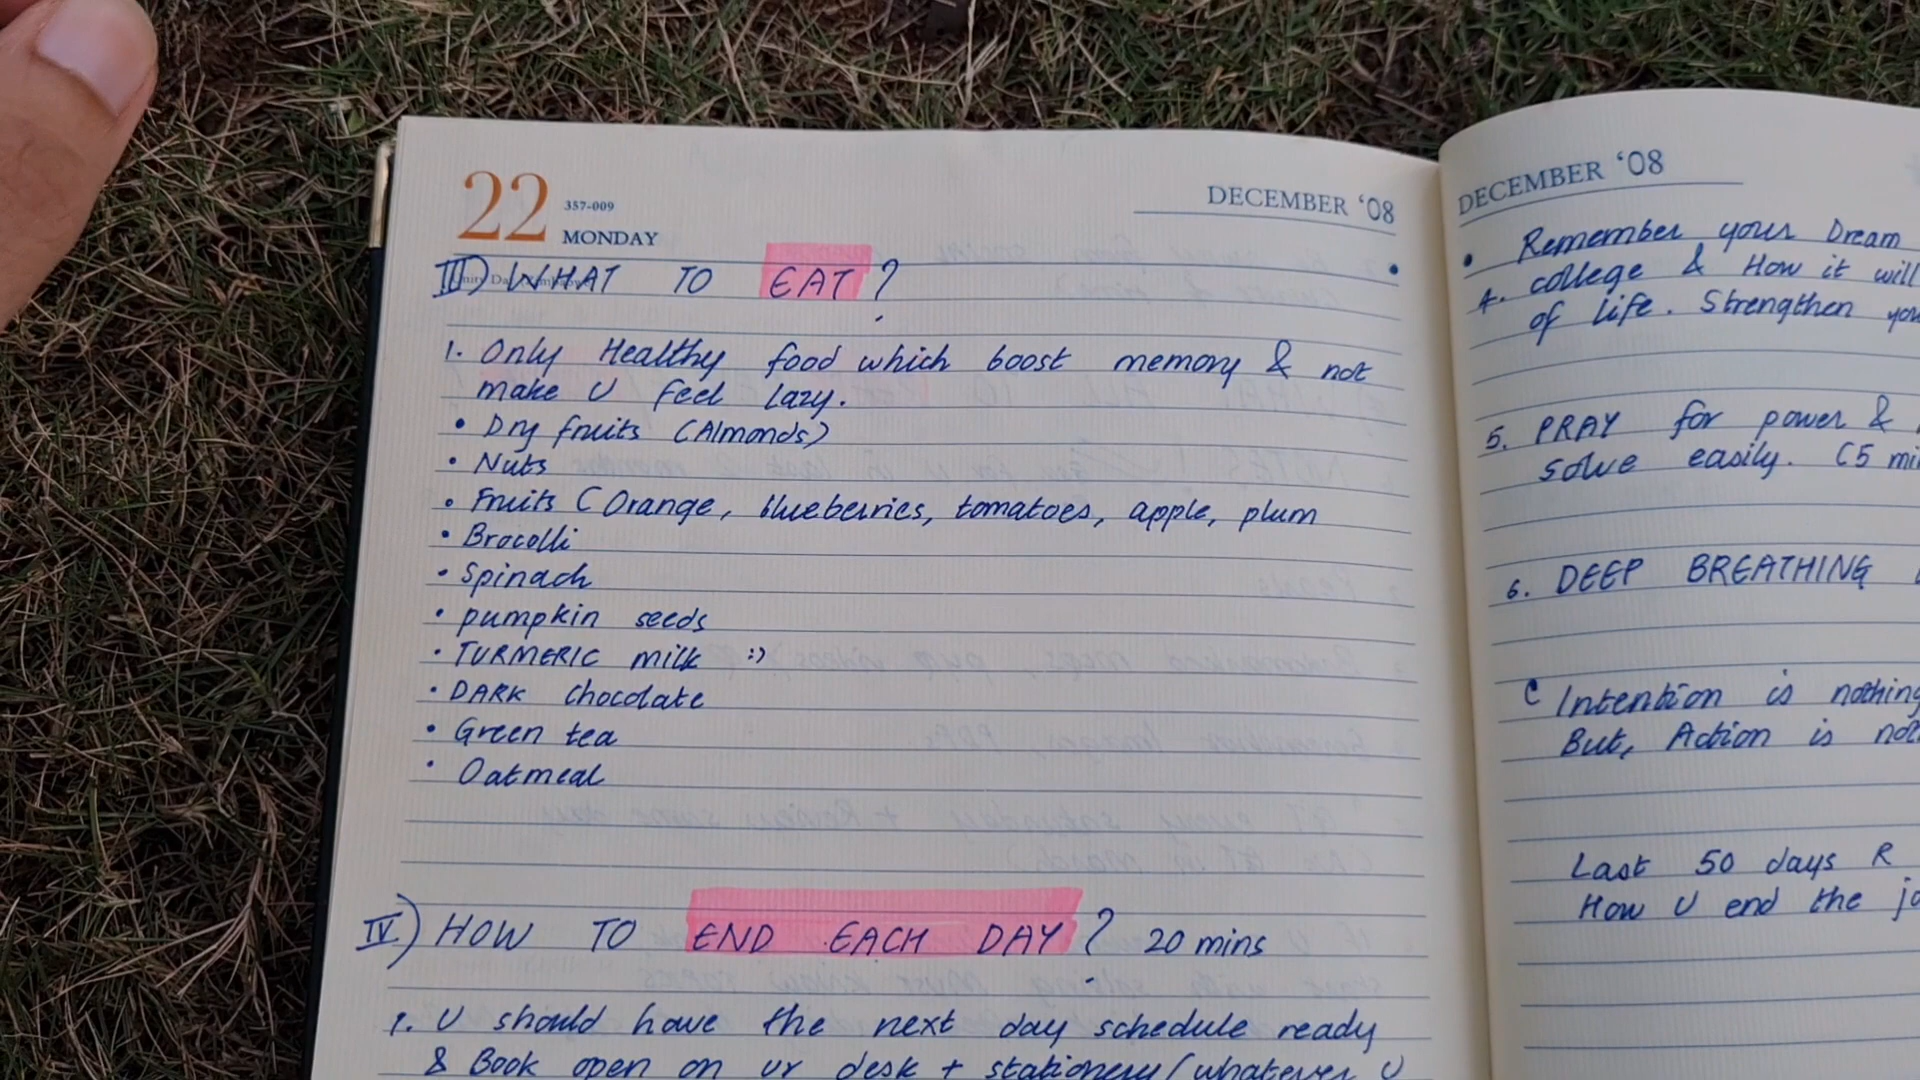 22 357-009
MONDAY
DECEMBER '08
III) WHAT TO EAT?
1. Only Healthy food which boost memory & not
make U feel lazy.
• Dry fruits (Almonds)
• Nuts
• Fruits (Orange, blueberries, tomatoes, apple, plum
• Brocolli
• Spinach
• pumpkin seeds
• TURMERIC milk :)
• DARK chocolate
• Green tea
• Oatmeal
IV) HOW TO END EACH DAY? 20 mins
1. U should have the next day schedule ready
& Book open on ur desk + stationery (whatever U
DECEMBER '08
• Remember your Dream
4. college & How it will
of life. Strengthen
5. PRAY for power &
solve easily. (5
6. DEEP BREATHING
Intention is nothing
But, Action is
Last 50 days R
How U end the